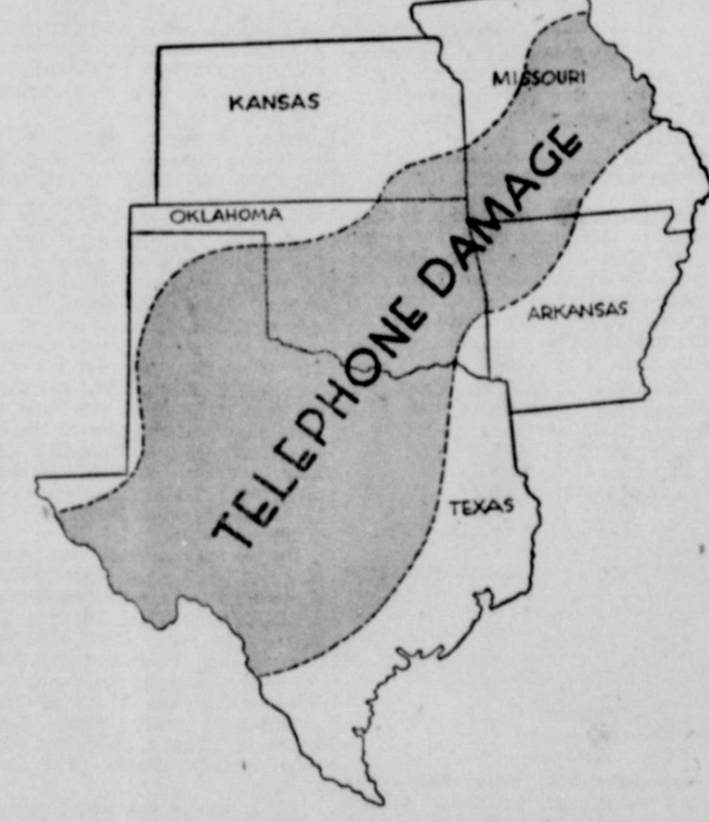 MISSOURI
KANSAS
TELEPHONE DAMAGE
OKLAHOMA
ARKANSAS
TEXAS